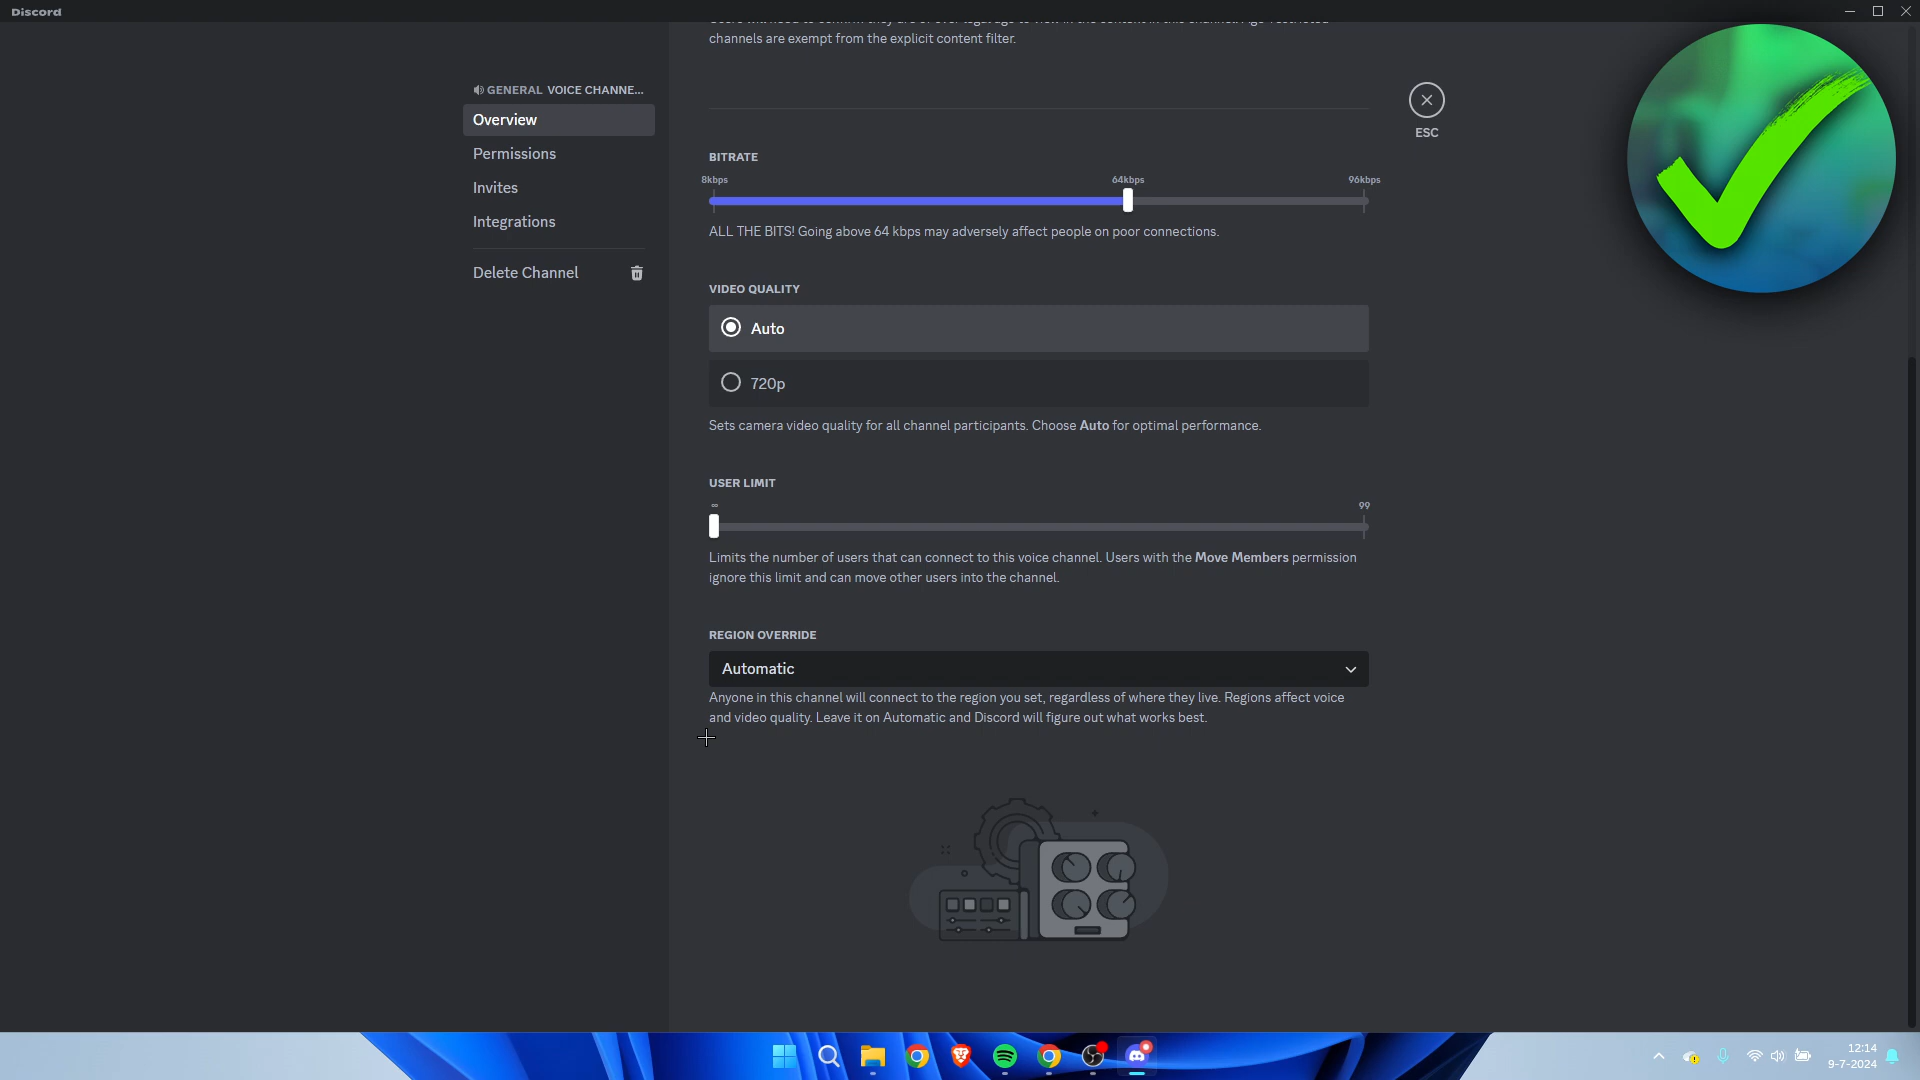 Discord
channels are exempt from the explicit content filter.
GENERAL VOICE CHANNE...
Overview
Permissions
Invites
Integrations
Delete Channel
ESC
BITRATE
8kbps 64kbps 96kbps
ALL THE BITS! Going above 64 kbps may adversely affect people on poor connections.
VIDEO QUALITY
Auto
720p
Sets camera video quality for all channel participants. Choose Auto for optimal performance.
USER LIMIT
∞ 99
Limits the number of users that can connect to this voice channel. Users with the Move Members permission
ignore this limit and can move other users into the channel.
REGION OVERRIDE
Automatic
Anyone in this channel will connect to the region you set, regardless of where they live. Regions affect voice
and video quality. Leave it on Automatic and Discord will figure out what works best.
12:14
9-7-2024